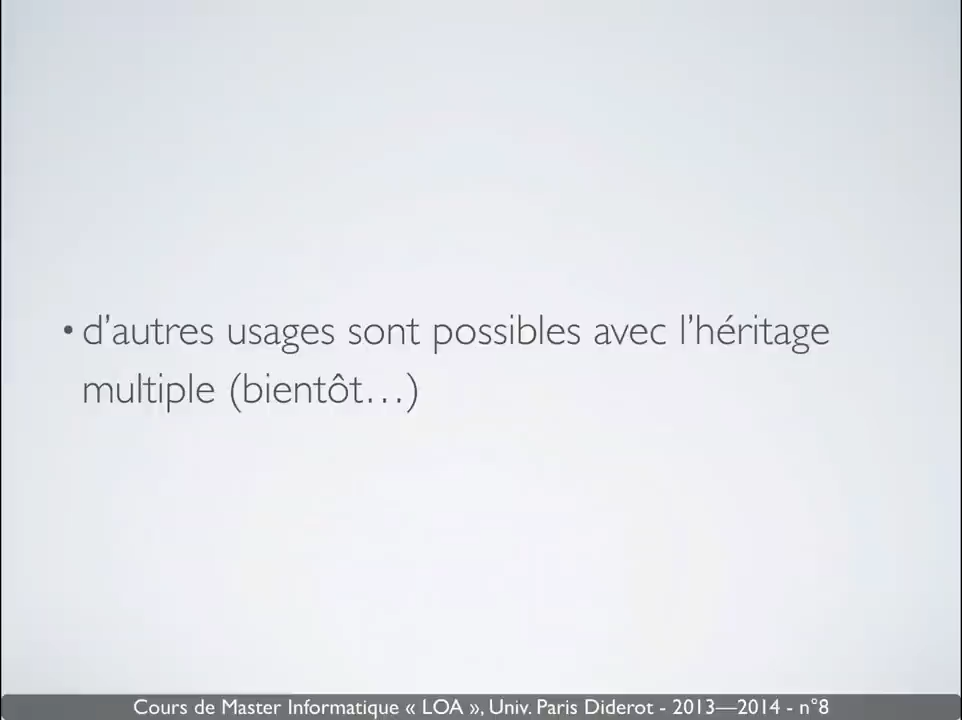 • d’autres usages sont possibles avec l’héritage
multiple (bientôt…)
Cours de Master Informatique « LOA », Univ. Paris Diderot - 2013—2014 - n°8